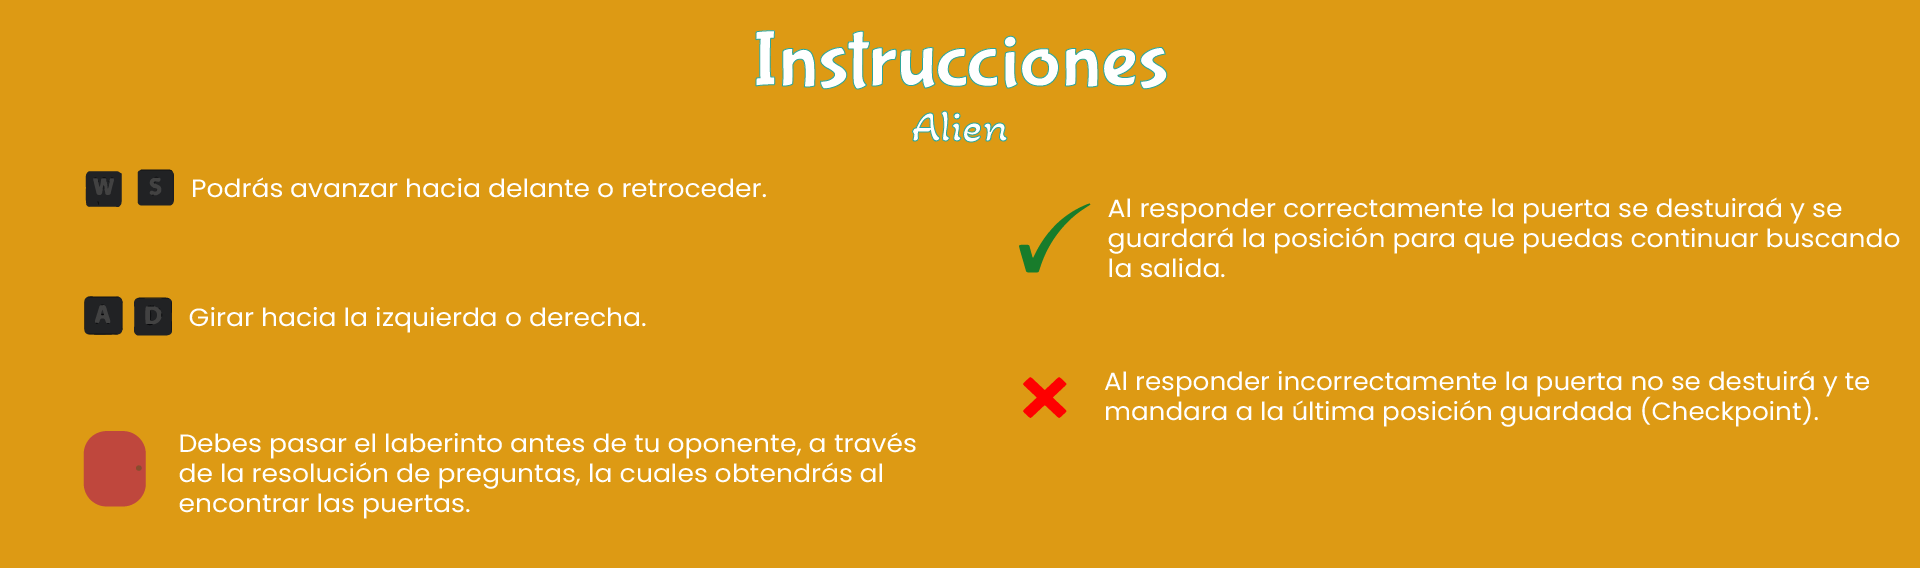 Instrucciones
Alien
W S Podrás avanzar hacia delante o retroceder.
A D Girar hacia la izquierda o derecha.
Debes pasar el laberinto antes de tu oponente, a través
de la resolución de preguntas, la cuales obtendrás al
encontrar las puertas.
Al responder correctamente la puerta se destuiraá y se
guardará la posición para que puedas continuar buscando
la salida.
Al responder incorrectamente la puerta no se destuirá y te
mandara a la última posición guardada (Checkpoint).